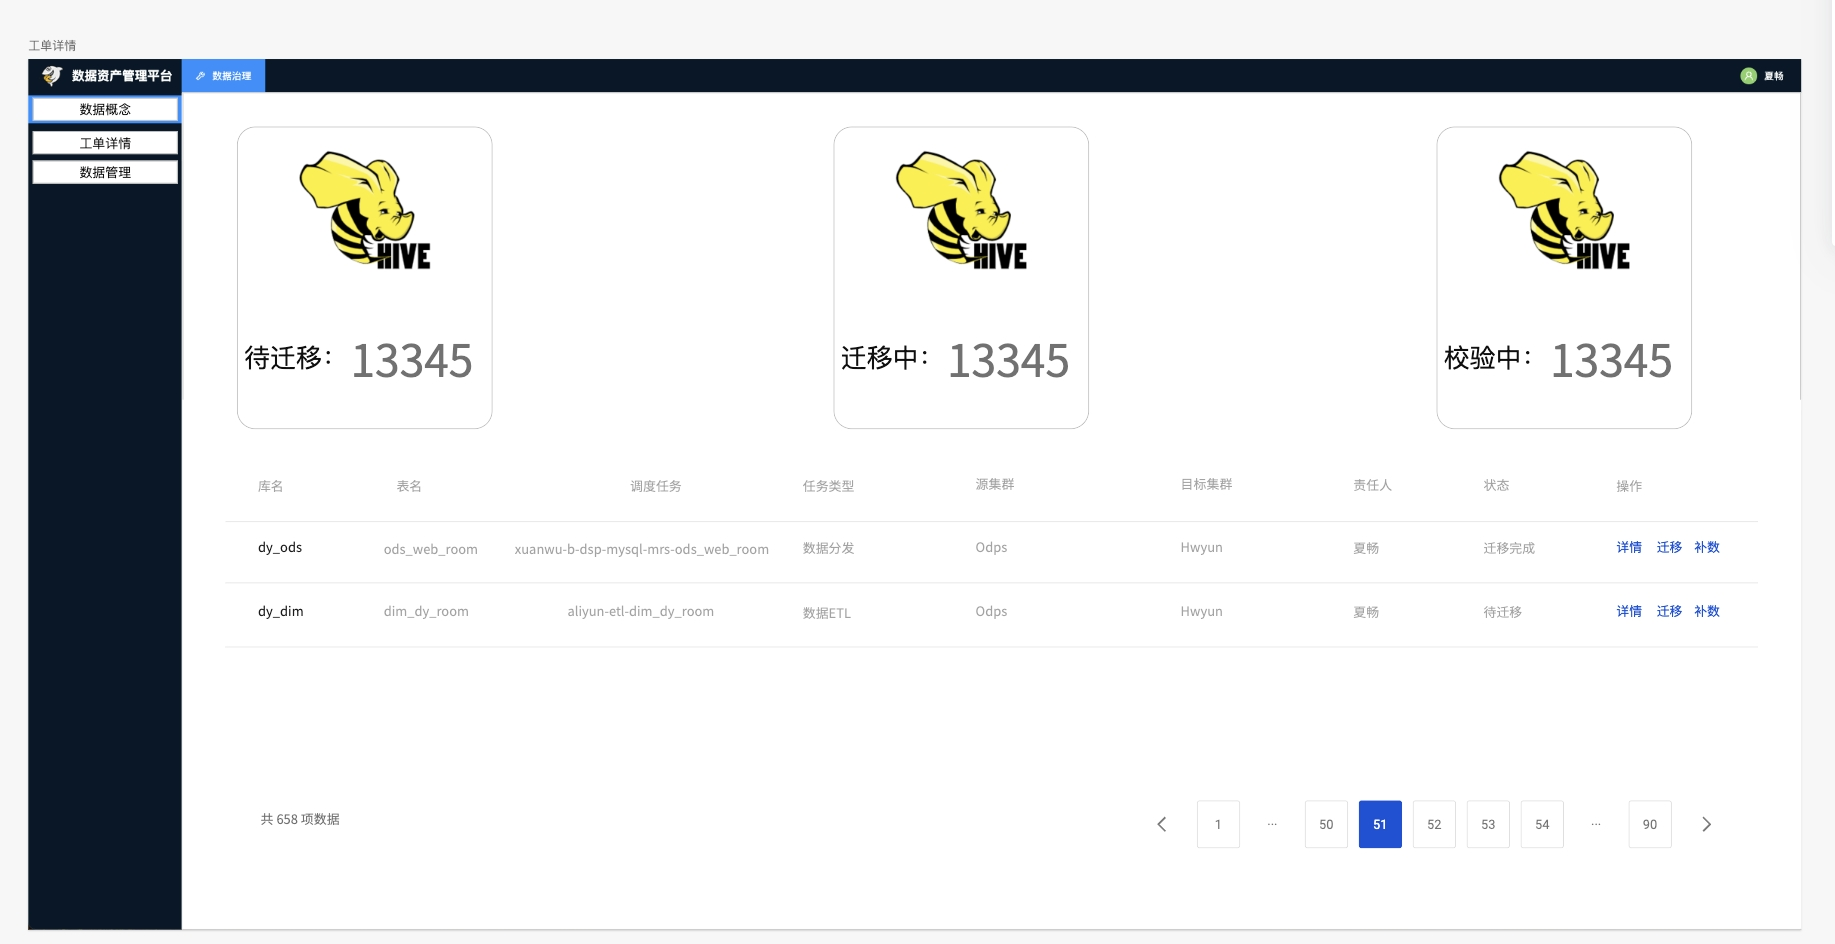 工单详情
数据资产管理平台
数据治理
夏畅
数据概念
工单详情
数据管理
HIVE
待迁移： 13345
HIVE
迁移中： 13345
HIVE
校验中： 13345
库名 表名 调度任务 任务类型 源集群 目标集群 责任人 状态 操作
dy_ods ods_web_room xuanwu-b-dsp-mysql-mrs-ods_web_room 数据分发 Odps Hwyun 夏畅 迁移完成 详情 迁移 补数
dy_dim dim_dy_room aliyun-etl-dim_dy_room 数据ETL Odps Hwyun 夏畅 待迁移 详情 迁移 补数
共 658 项数据
1 ... 50 51 52 53 54 ... 90